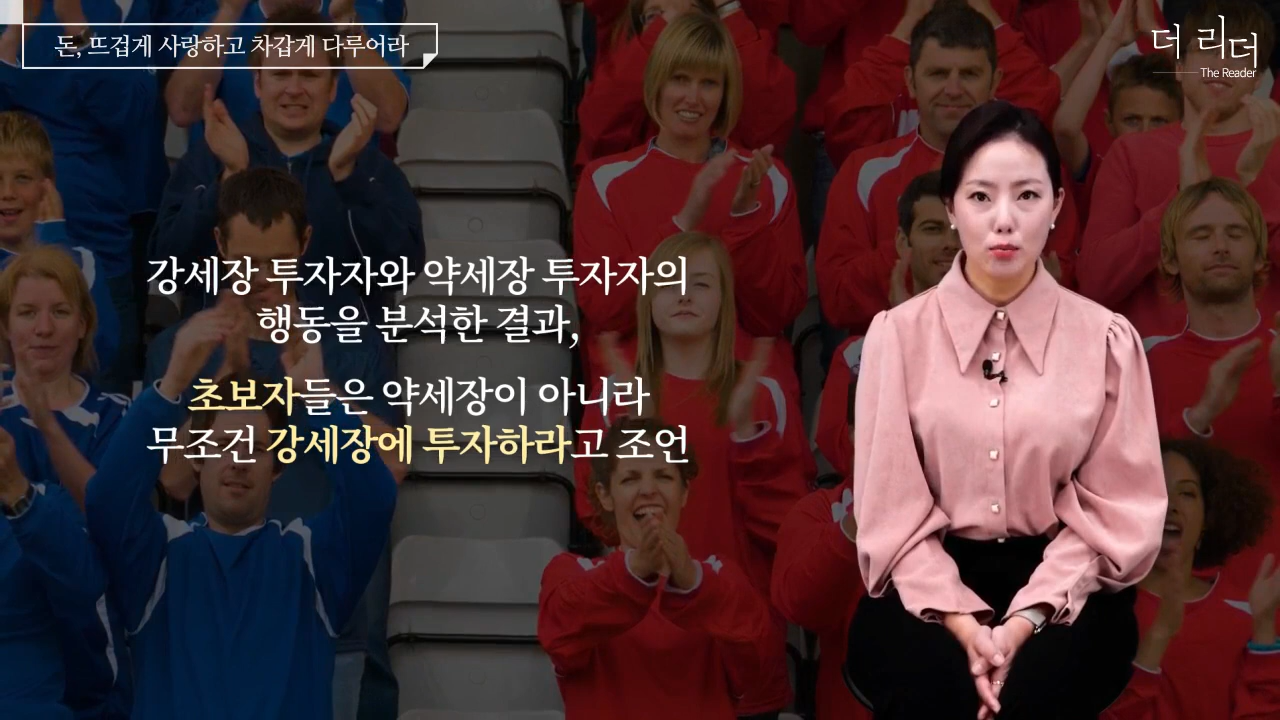 돈, 뜨겁게 사랑하고 차갑게 다루어라
더 리더
The Reader
강세장 투자자와 약세장 투자자의
행동을 분석한 결과,
초보자들은 약세장이 아니라
무조건 강세장에 투자하라고 조언